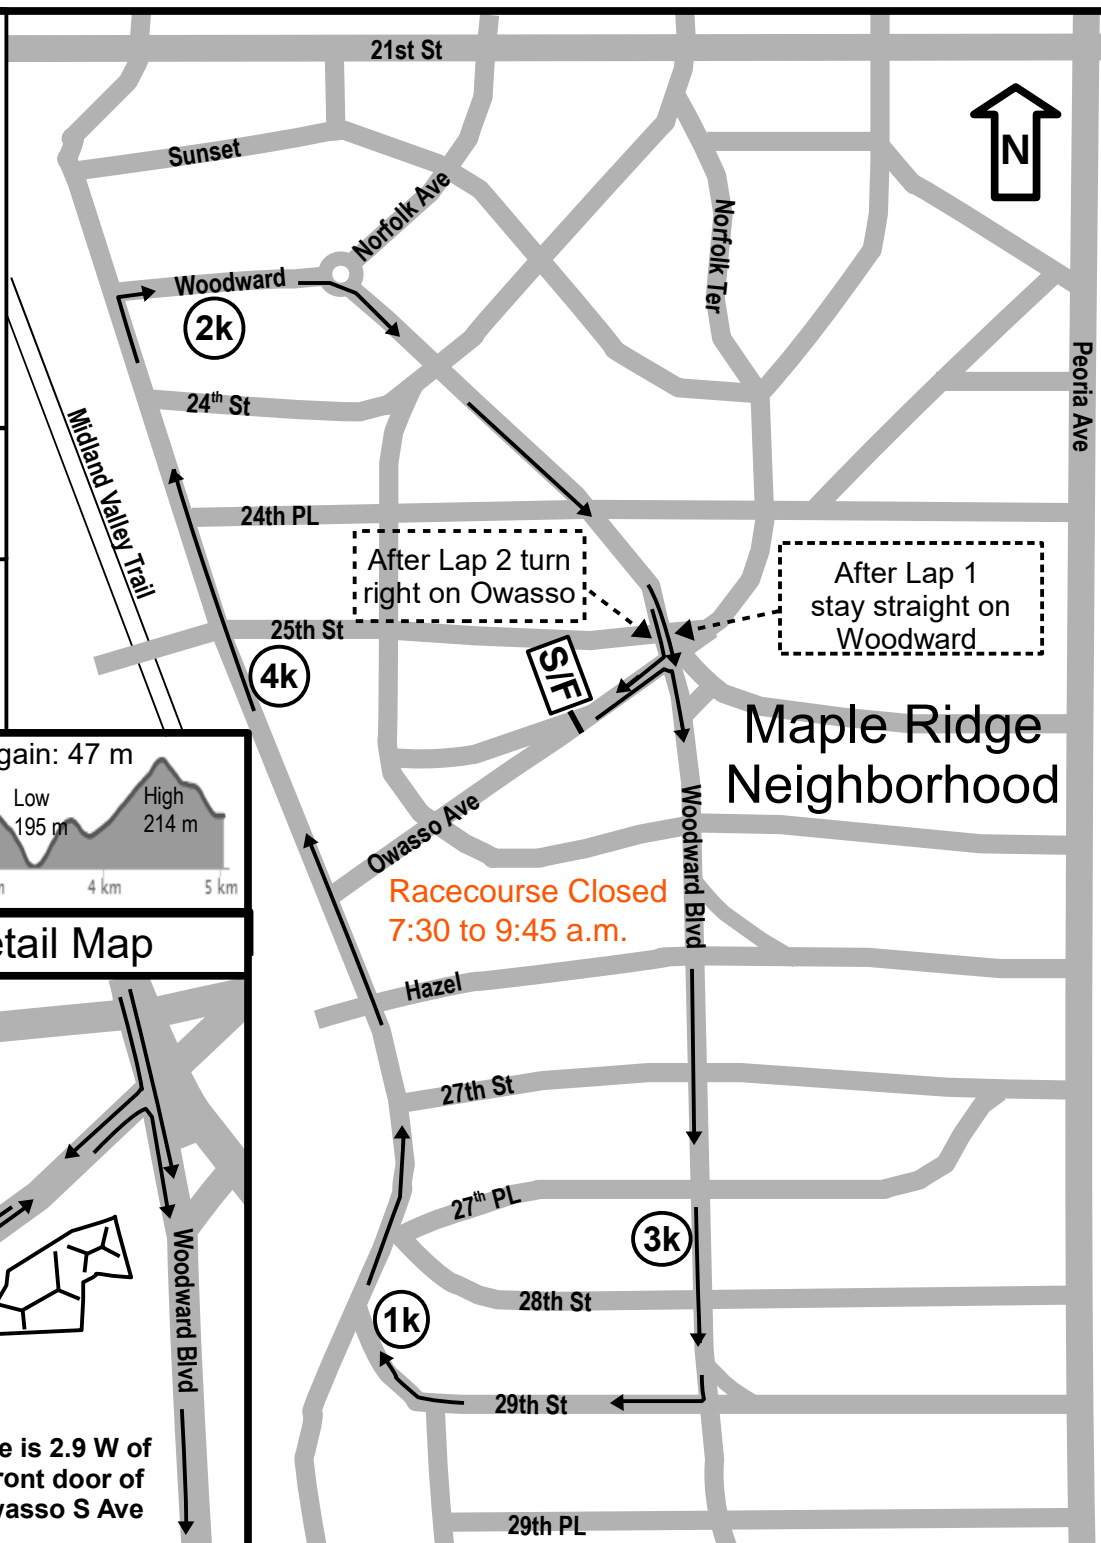 21st St
N
Sunset
Norfolk Ave
Norfolk Ter
Woodward
2k
Peoria Ave
24th St
Midland Valley Trail
24th PL
After Lap 2 turn
right on Owasso
After Lap 1
stay straight on
Woodward
25th St
S/F
4k
Maple Ridge
Neighborhood
gain: 47 m
Low
195 m
High
214 m
4 km
5 km
Owasso Ave
Woodward Blvd
Racecourse Closed
7:30 to 9:45 a.m.
etail Map
Hazel
27th St
27th PL
3k
28th St
1k
Woodward Blvd
29th St
e is 2.9 W of
ront door of
wasso S Ave
29th PL